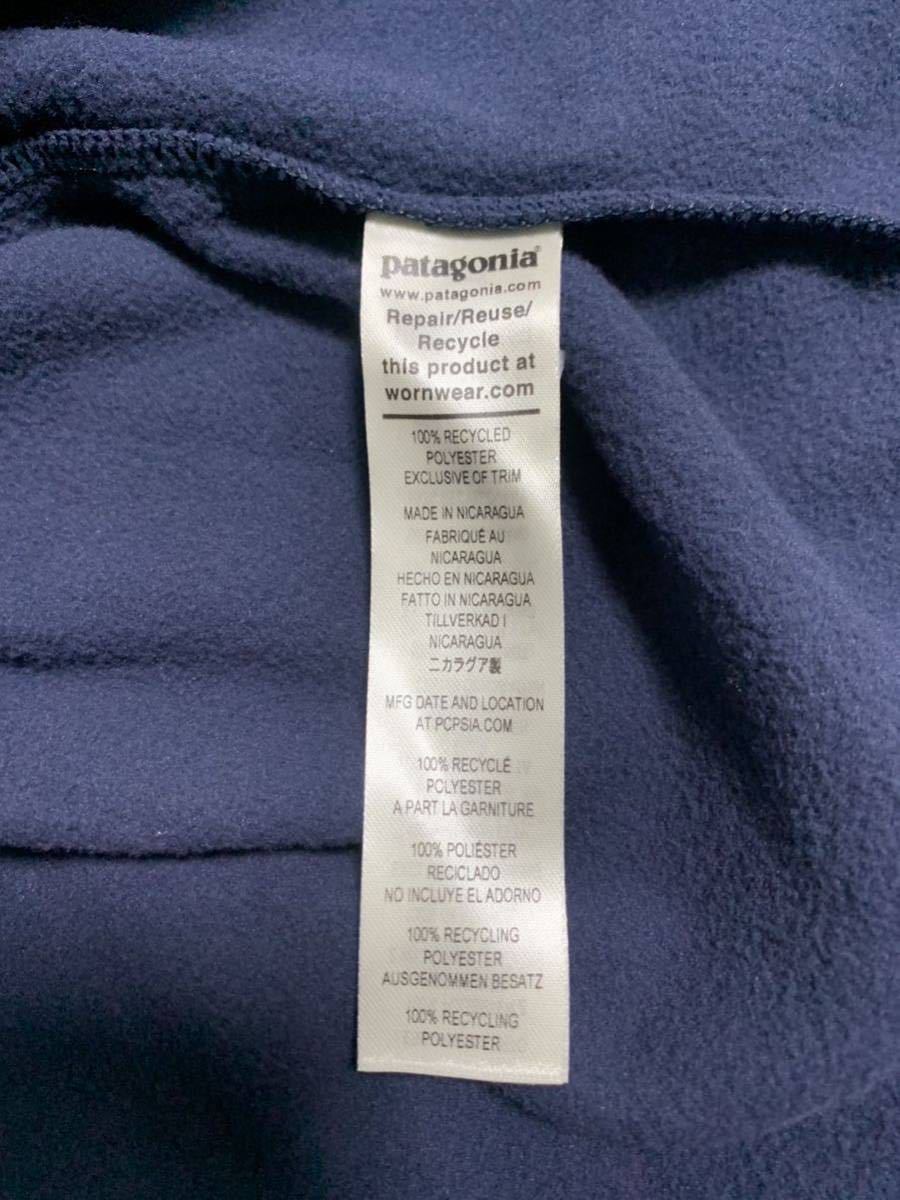 patagonia®
www.patagonia.com
Repair/Reuse/
Recycle
this product at
wornwear.com
100% RECYCLED
POLYESTER
EXCLUSIVE OF TRIM
MADE IN NICARAGUA
FABRIQUÉ AU
NICARAGUA
HECHO EN NICARAGUA
FATTO IN NICARAGUA
TILLVERKAD I
NICARAGUA
ニカラグア製
MFG DATE AND LOCATION
AT PCPSIA.COM
100% RECYCLÉ
POLYESTER
A PART LA GARNITURE
100% POLIÉSTER
RECICLADO
NO INCLUYE EL ADORNO
100% RECYCLING
POLYESTER
AUSGENOMMEN BESATZ
100% RECYCLING
POLYESTER